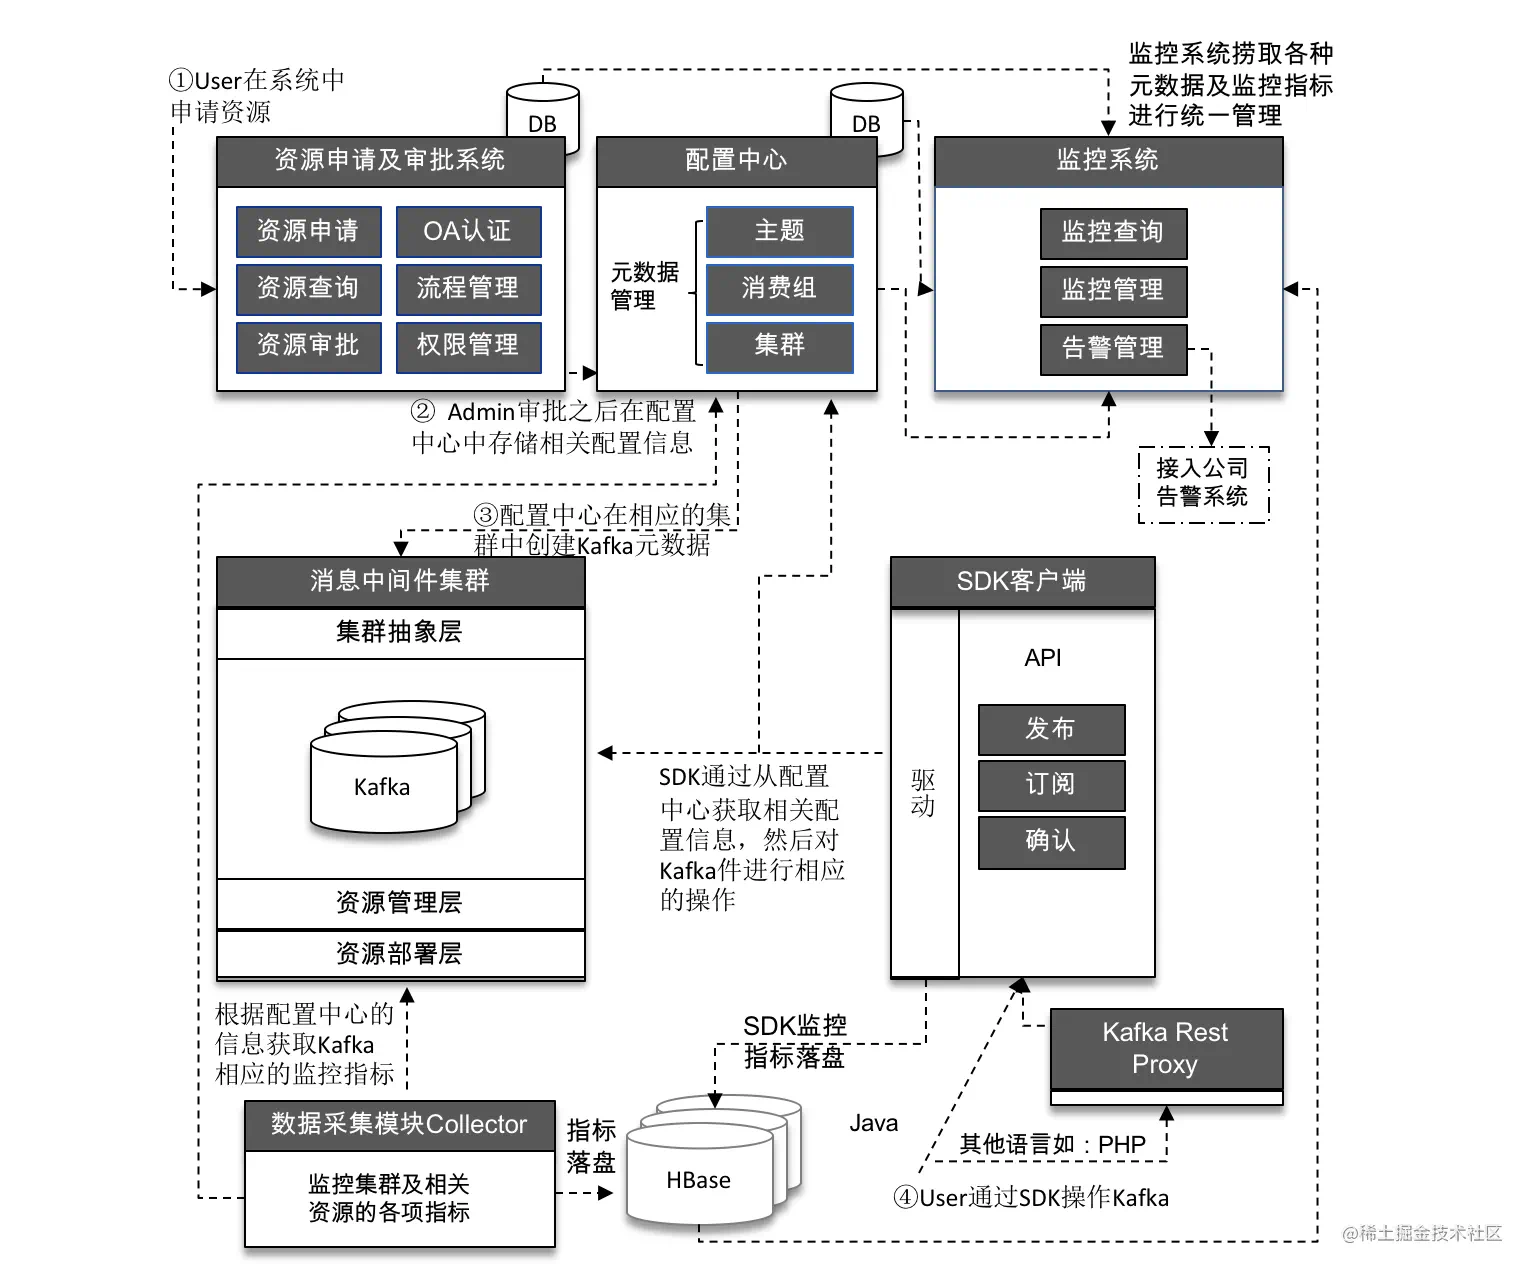 ①User在系统中
申请资源
DB
DB
监控系统捞取各种
元数据及监控指标
进行统一管理
资源申请及审批系统
资源申请
OA认证
资源查询
流程管理
资源审批
权限管理
配置中心
元数据
管理
主题
消费组
集群
监控系统
监控查询
监控管理
告警管理
② Admin审批之后在配置
中心中存储相关配置信息
接入公司
告警系统
③配置中心在相应的集
群中创建Kafka元数据
消息中间件集群
集群抽象层
Kafka
资源管理层
资源部署层
SDK客户端
API
驱
动
发布
订阅
确认
SDK通过从配置
中心获取相关配
置信息，然后对
Kafka件进行相应
的操作
根据配置中心的
信息获取Kafka
相应的监控指标
SDK监控
指标落盘
Kafka Rest
Proxy
数据采集模块Collector
监控集群及相关
资源的各项指标
指标
落盘
HBase
Java
其他语言如：PHP
④User通过SDK操作Kafka
@稀土掘金技术社区